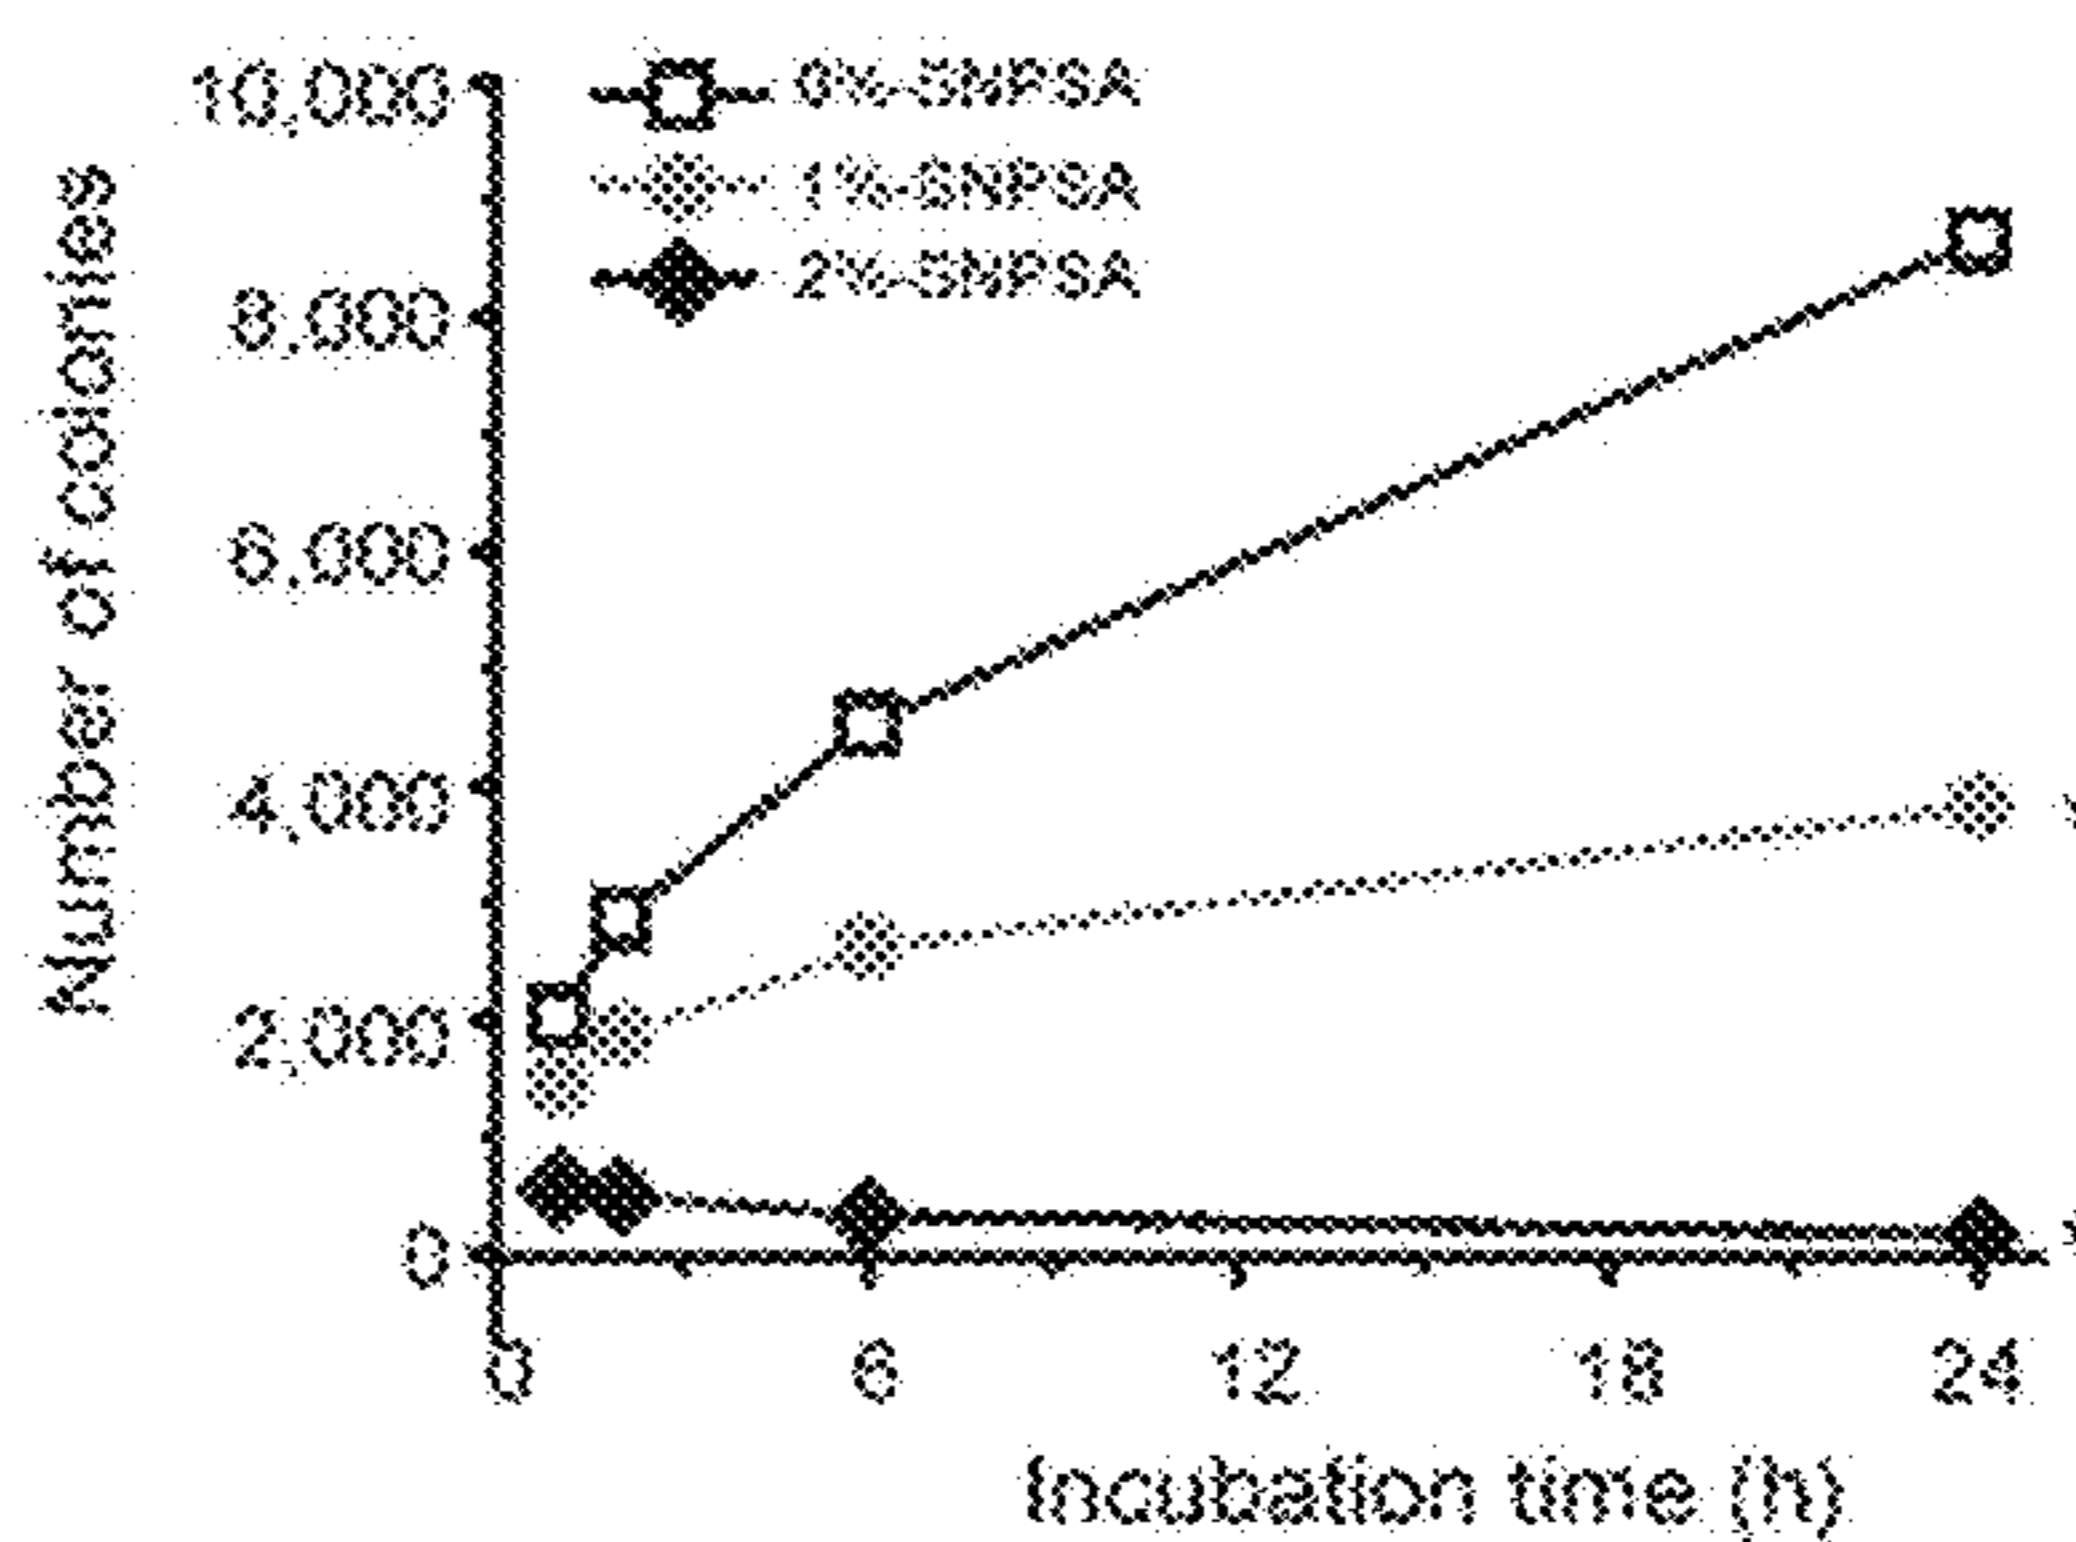 10,000
8,000
6,000
4,000
2,000
0
Number of colonies
0%-SNPSA
1%-SNPSA
2%-SNPSA
*
*
0 6 12 18 24
Incubation time (h)